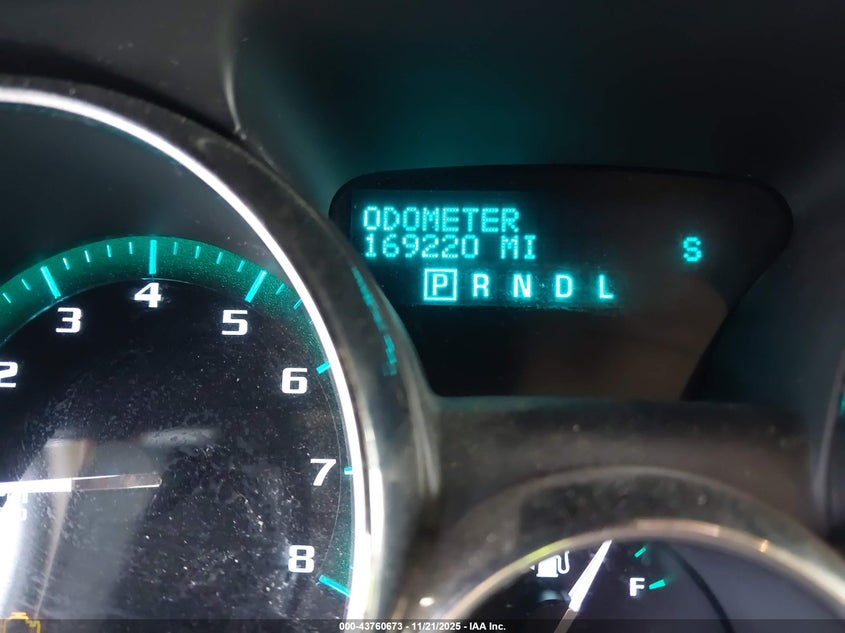 ODOMETER
169220 MI S
P R N D L
2 3 4 5 6 7 8
F
000-43760673 - 11/21/2025 - IAA Inc.